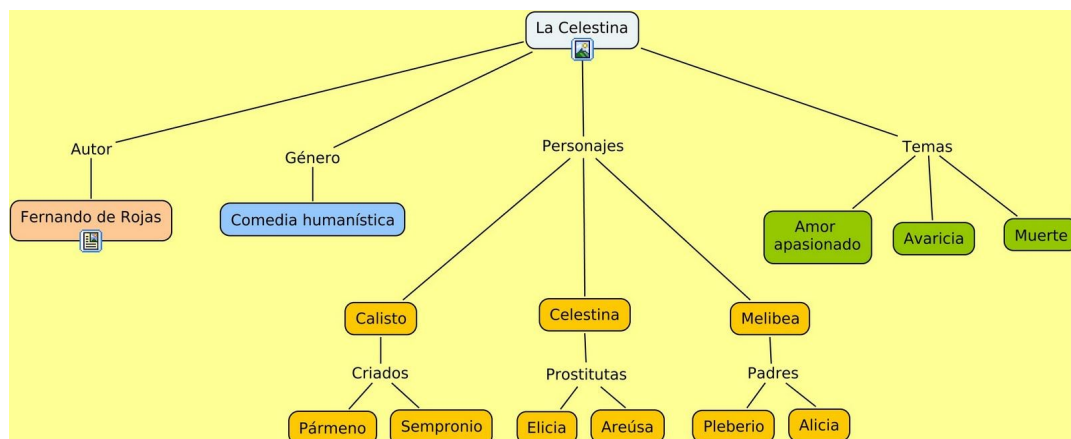 La Celestina
Autor
Género
Personajes
Temas
Fernando de Rojas
Comedia humanística
Amor
apasionado
Avaricia
Muerte
Calisto
Celestina
Melibea
Criados
Prostitutas
Padres
Pármeno
Sempronio
Elicia
Areúsa
Pleberio
Alicia